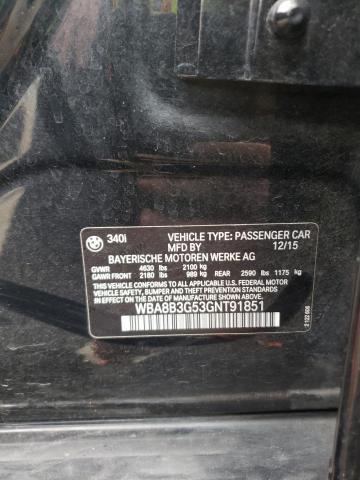 340I VEHICLE TYPE: PASSENGER CAR
MFD BY 12/15
BAYERISCHE MOTOREN WERKE AG
GVWR 4630 lbs 2100 kg
GAWR FRONT 2180 lbs 989 kg REAR 2590 lbs 1175 kg
THIS VEHICLE CONFORMS TO ALL APPLICABLE U.S. FEDERAL MOTOR
VEHICLE SAFETY, BUMPER, AND THEFT PREVENTION STANDARDS IN
EFFECT ON THE DATE OF MANUFACTURE SHOWN ABOVE.
WBA8B3G53GNT91851